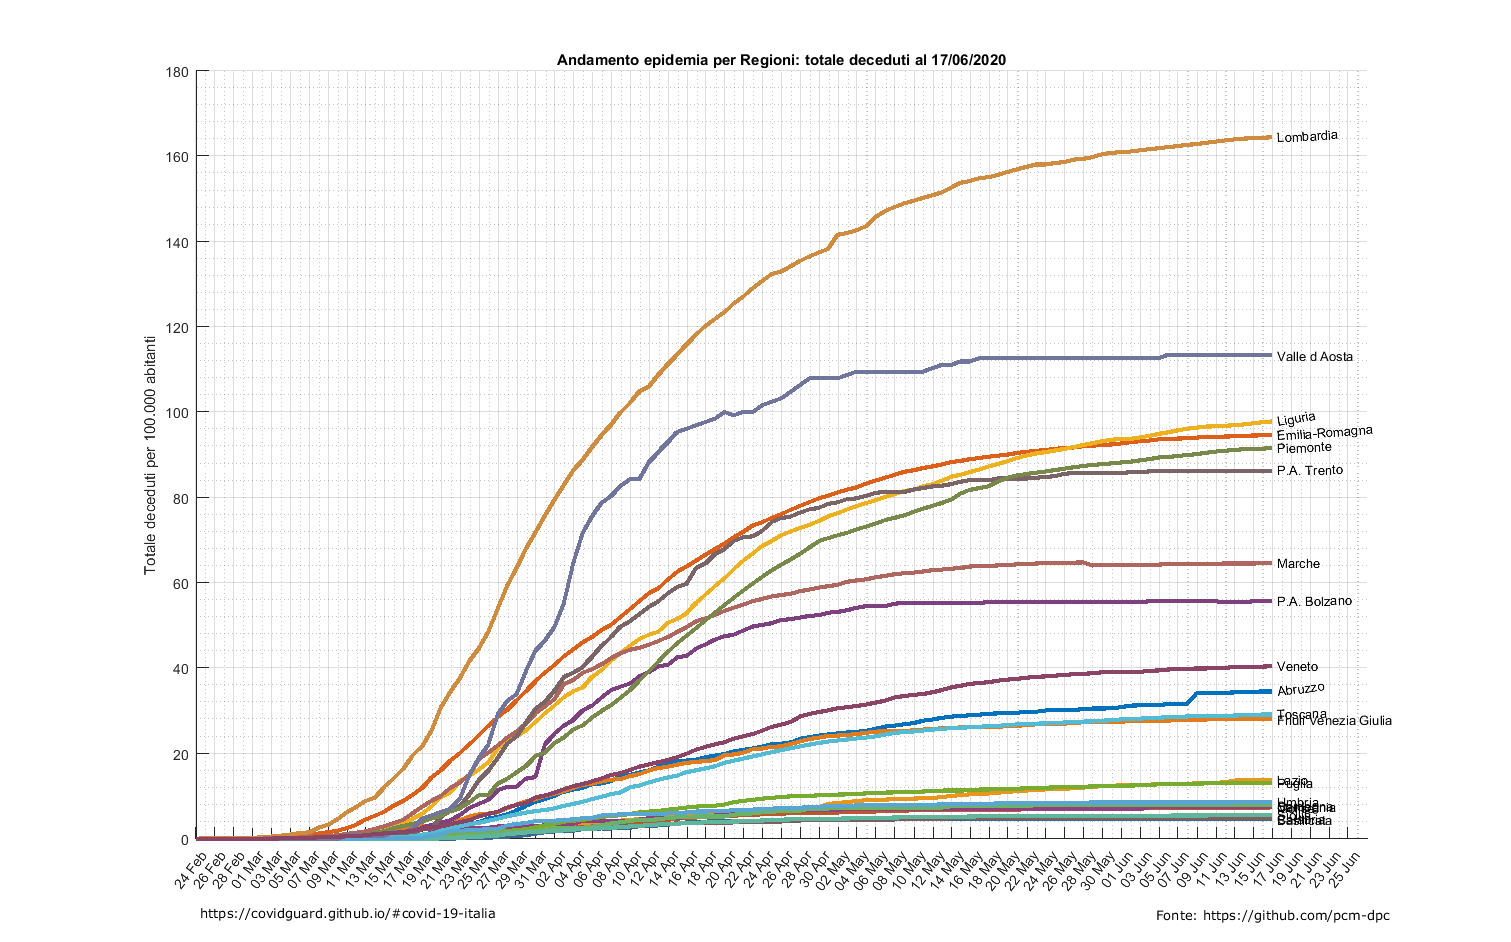 Andamento epidemia per Regioni: totale deceduti al 17/06/2020
Totale deceduti per 100.000 abitanti
180
160
140
120
100
80
60
40
20
0
Lombardia
Valle d Aosta
Liguria
Emilia-Romagna
Piemonte
P.A. Trento
Marche
P.A. Bolzano
Veneto
Abruzzo
Toscana
Friuli Venezia Giulia
Lazio
Puglia
Umbria
Sardegna
Sicilia
Basilicata
24 Feb
26 Feb
28 Feb
01 Mar
03 Mar
05 Mar
07 Mar
09 Mar
11 Mar
13 Mar
15 Mar
17 Mar
19 Mar
21 Mar
23 Mar
25 Mar
27 Mar
29 Mar
31 Mar
02 Apr
04 Apr
06 Apr
08 Apr
10 Apr
12 Apr
14 Apr
16 Apr
18 Apr
20 Apr
22 Apr
24 Apr
26 Apr
28 Apr
30 Apr
02 May
04 May
06 May
08 May
10 May
12 May
14 May
16 May
18 May
20 May
22 May
24 May
26 May
28 May
30 May
01 Jun
03 Jun
05 Jun
07 Jun
09 Jun
11 Jun
13 Jun
15 Jun
17 Jun
19 Jun
21 Jun
23 Jun
25 Jun
https://covidguard.github.io/#covid-19-italia
Fonte: https://github.com/pcm-dpc